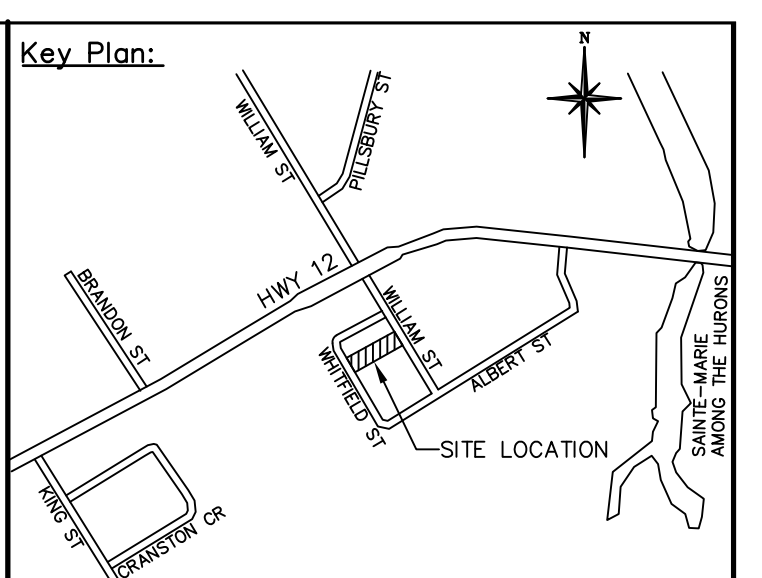 Key Plan:
N
WILLIAM ST
PILLSBURY ST
HWY 12
BRANDON ST
WILLIAM ST
WHITFIELD ST
ALBERT ST
SAINTE-MARIE
AMONG THE HURONS
SITE LOCATION
KING ST
CRANSTON CR